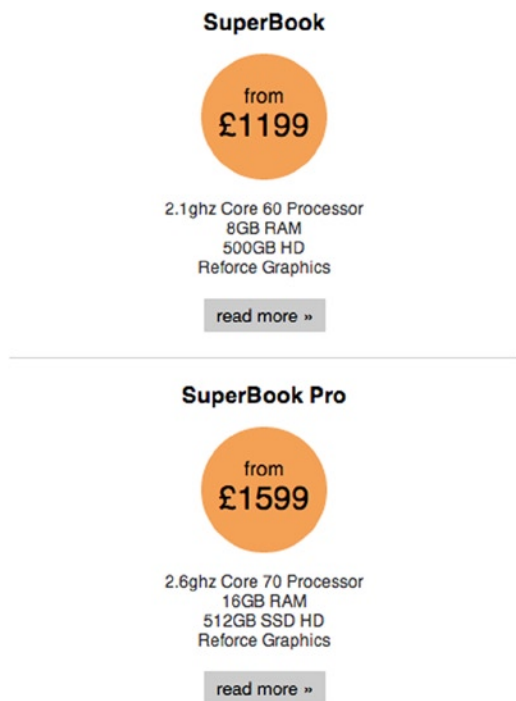 SuperBook
from
£1199
2.1ghz Core 60 Processor
8GB RAM
500GB HD
Reforce Graphics
read more »
SuperBook Pro
from
£1599
2.6ghz Core 70 Processor
16GB RAM
512GB SSD HD
Reforce Graphics
read more »